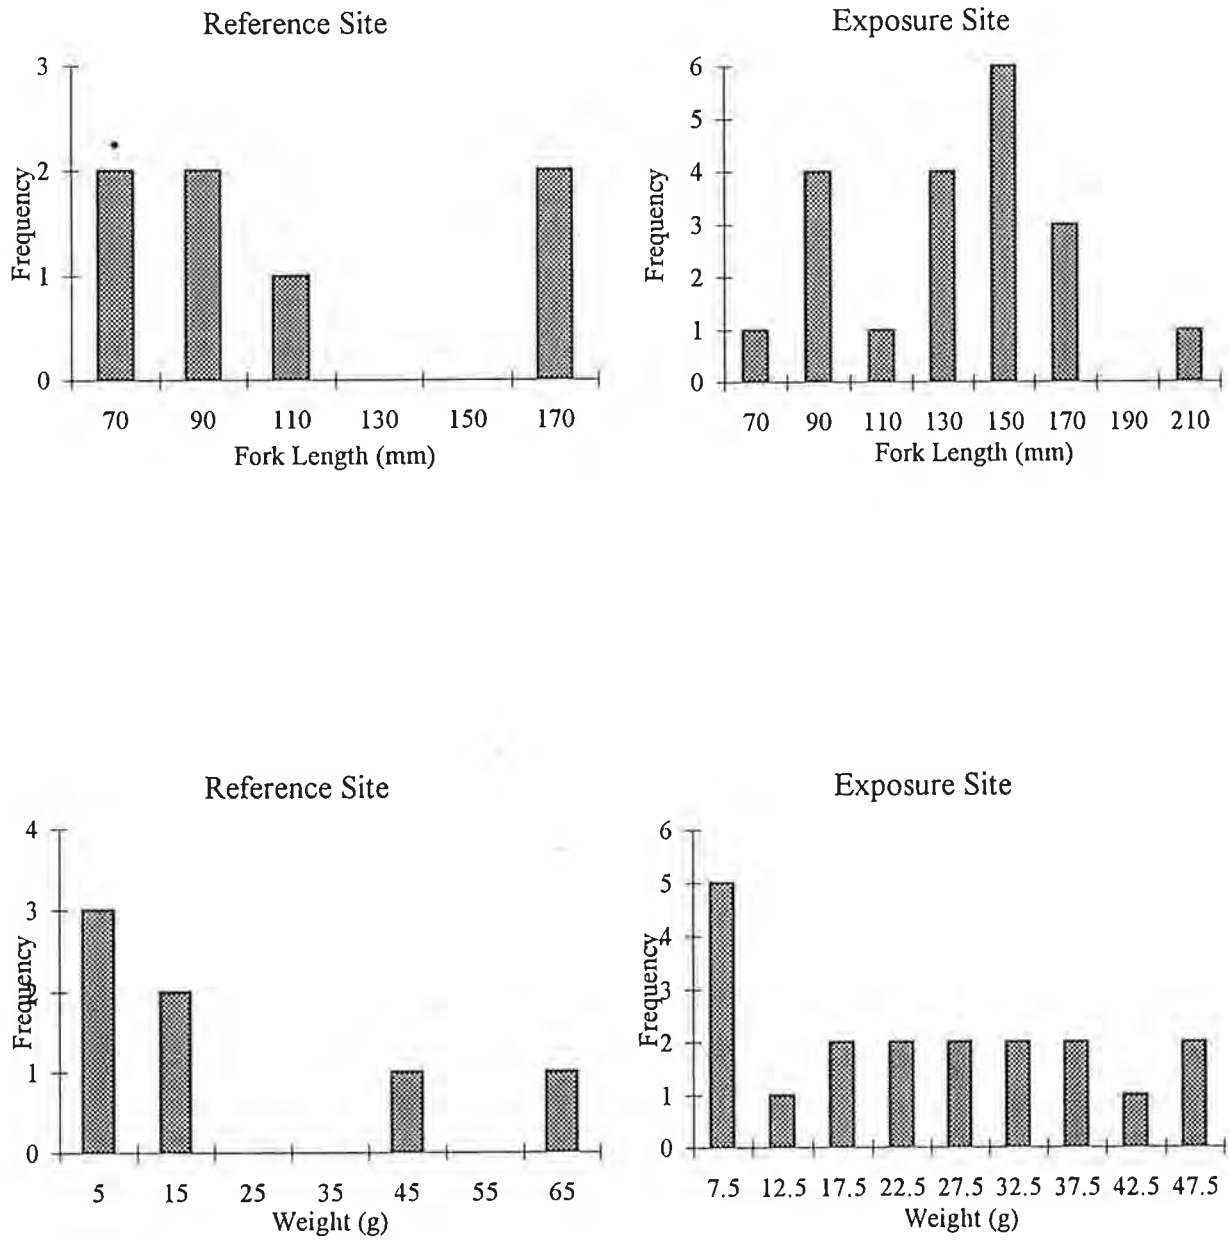 Reference Site
3
2
1
0
Frequency
70 90 110 130 150 170
Fork Length (mm)
Exposure Site
6
5
4
3
2
1
0
Frequency
70 90 110 130 150 170 190 210
Fork Length (mm)
Reference Site
4
3
2
1
0
Frequency
5 15 25 35 45 55 65
Weight (g)
Exposure Site
6
5
4
3
2
1
0
Frequency
7.5 12.5 17.5 22.5 27.5 32.5 37.5 42.5 47.5
Weight (g)